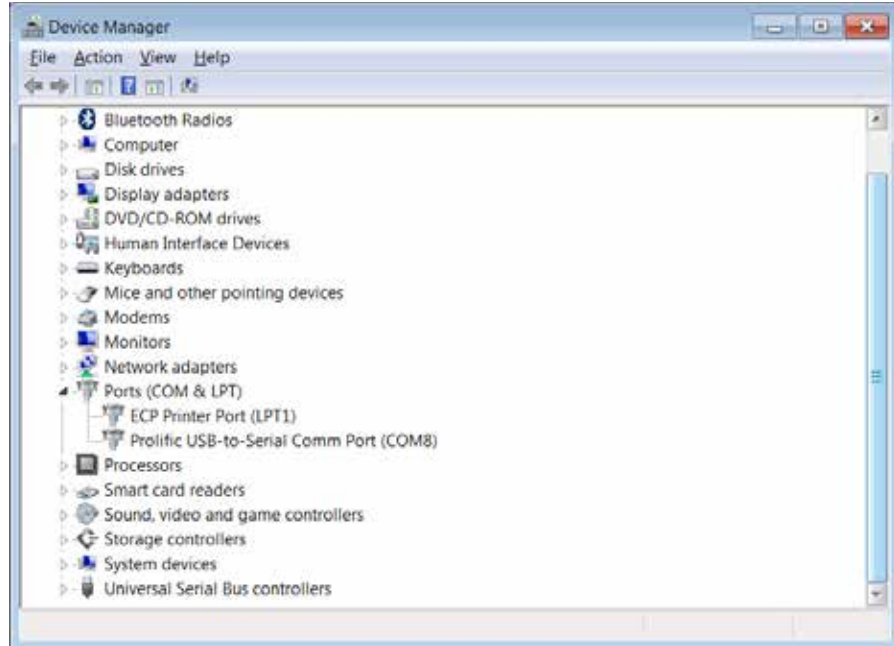 Device Manager
File Action View Help
Bluetooth Radios
Computer
Disk drives
Display adapters
DVD/CD-ROM drives
Human Interface Devices
Keyboards
Mice and other pointing devices
Modems
Monitors
Network adapters
Ports (COM & LPT)
ECP Printer Port (LPT1)
Prolific USB-to-Serial Comm Port (COM8)
Processors
Smart card readers
Sound, video and game controllers
Storage controllers
System devices
Universal Serial Bus controllers